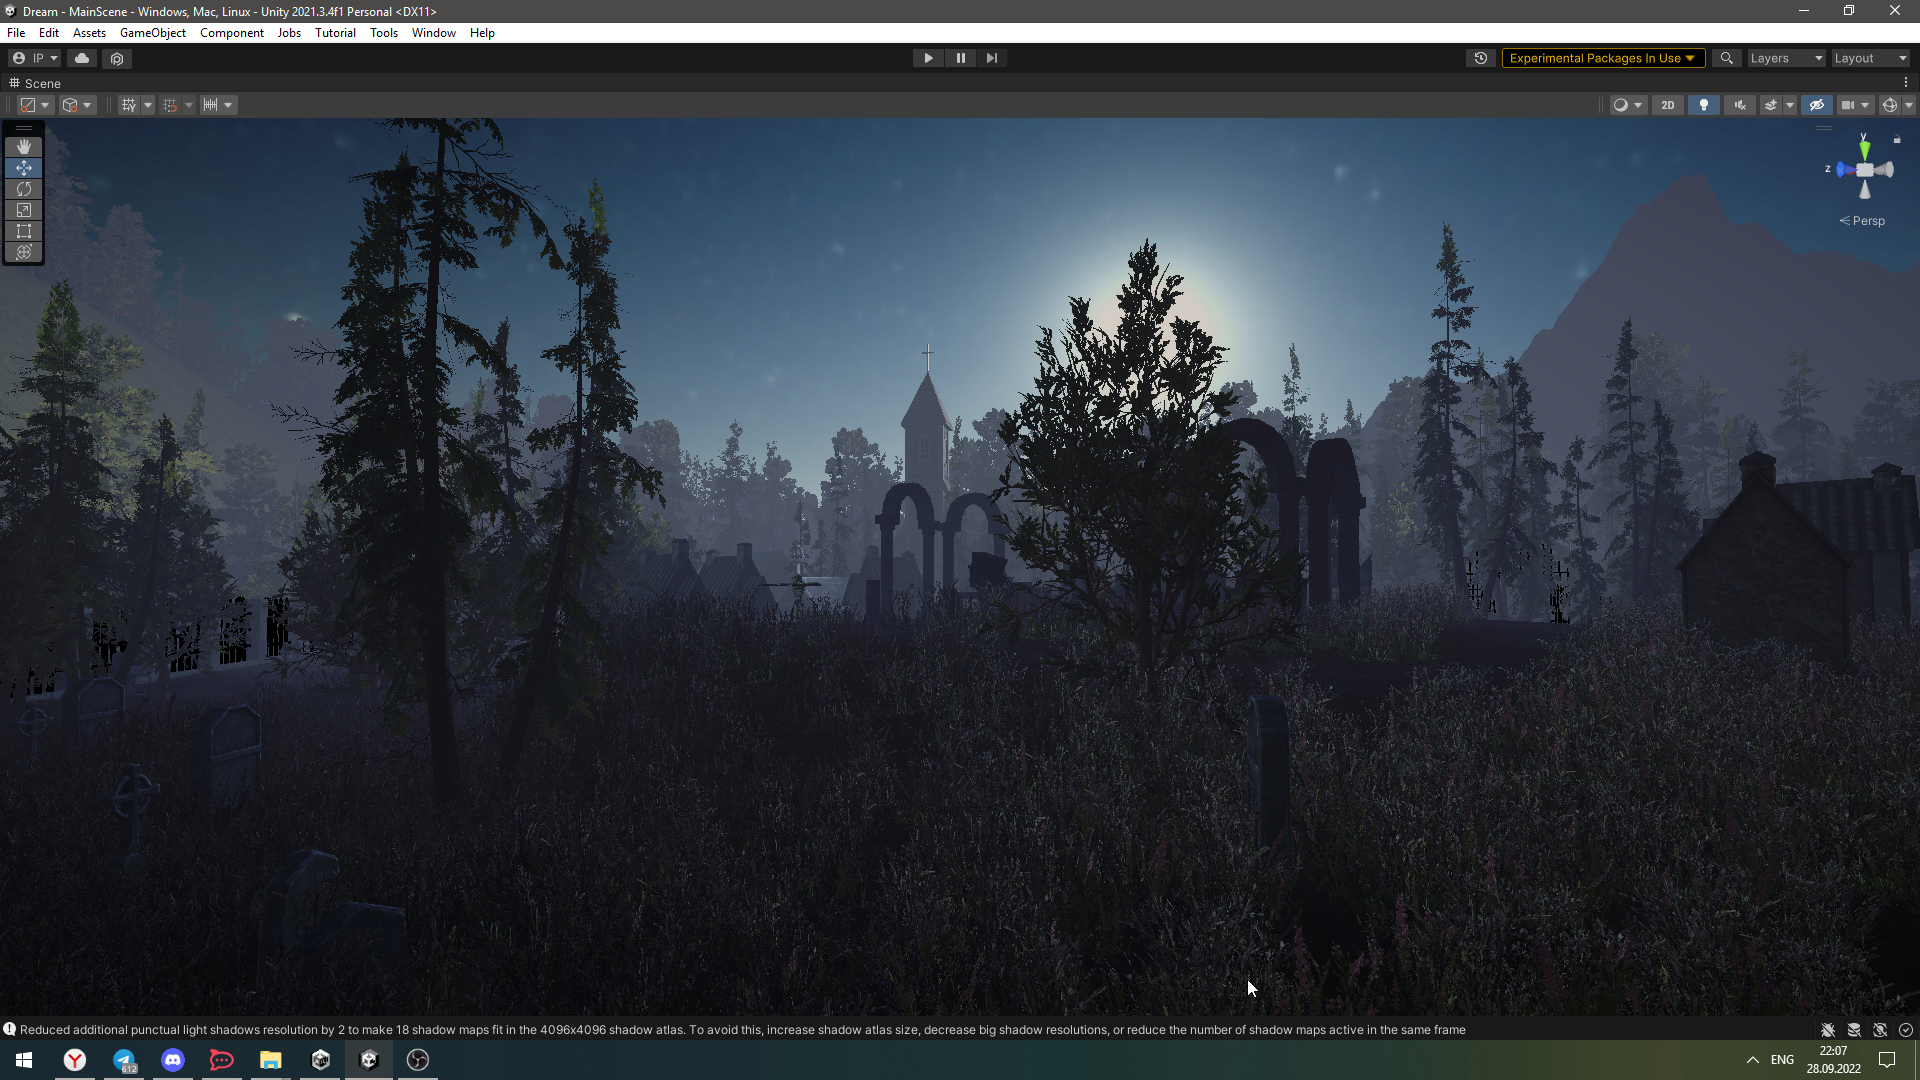 Dream - MainScene - Windows, Mac, Linux - Unity 2021.3.4f1 Personal <DX11>
File Edit Assets GameObject Component Jobs Tutorial Tools Window Help
IP Experimental Packages In Use Layers Layout
Scene
2D
y
z
Persp
Reduced additional punctual light shadows resolution by 2 to make 18 shadow maps fit in the 4096x4096 shadow atlas. To avoid this, increase shadow atlas size, decrease big shadow resolutions, or reduce the number of shadow maps active in the same frame
612
ENG
22:07
28.09.2022